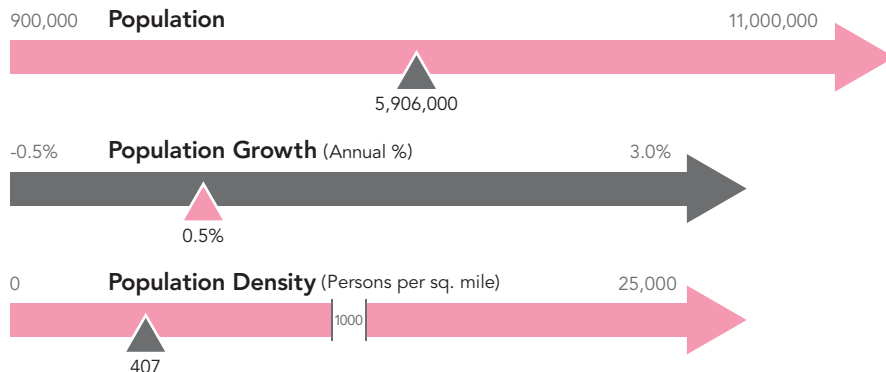 900,000 Population 11,000,000
5,906,000
-0.5% Population Growth (Annual %) 3.0%
0.5%
0 Population Density (Persons per sq. mile) 25,000
1000
407